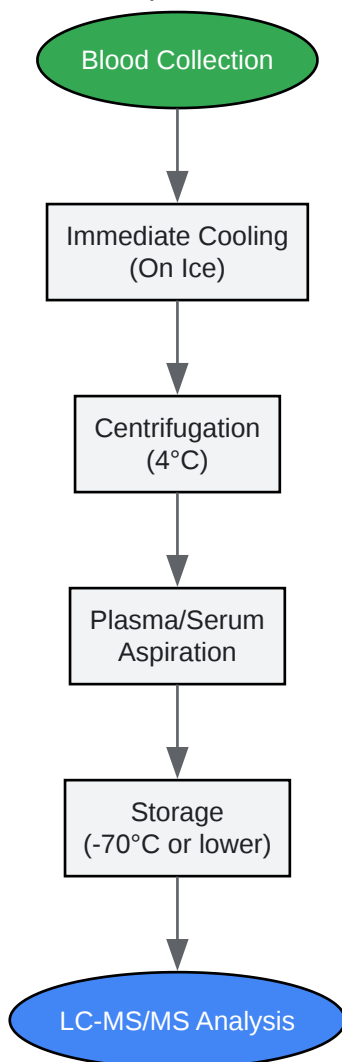 Blood Collection
Immediate Cooling
(On Ice)
Centrifugation
(4°C)
Plasma/Serum
Aspiration
Storage
(-70°C or lower)
LC-MS/MS Analysis